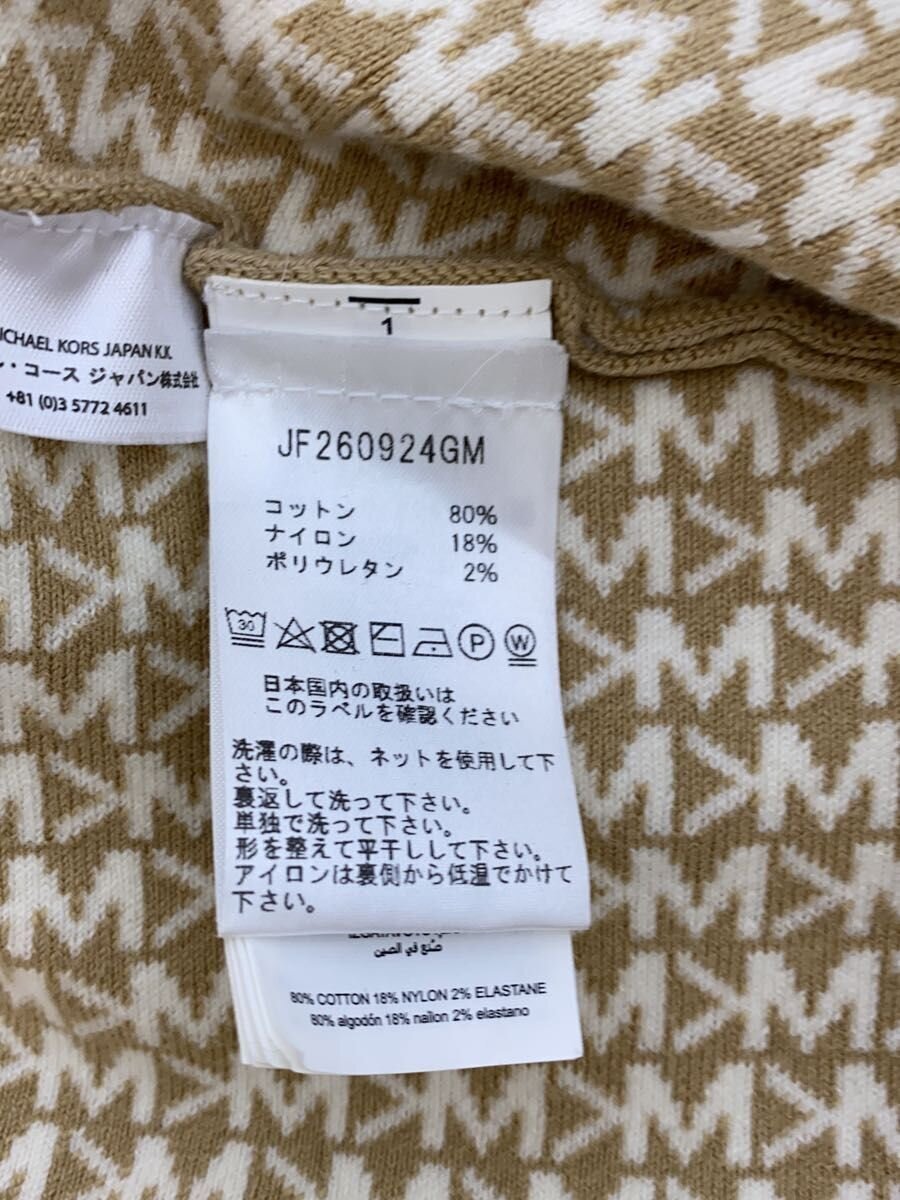 MICHAEL KORS JAPAN K.K.
・コース ジャパン株式会社
+81 (0)3 5772 4611
1
JF260924GM
コットン 80%
ナイロン 18%
ポリウレタン 2%
30
P
W
日本国内の取扱いは
このラベルを確認ください
洗濯の際は、ネットを使用して下
さい。
裏返して洗って下さい。
単独で洗って下さい。
形を整えて平干しして下さい。
アイロンは裏側から低温でかけて
下さい。
صنع في الصين
80% COTTON 18% NYLON 2% ELASTANE
80% algodón 18% nailon 2% elastano